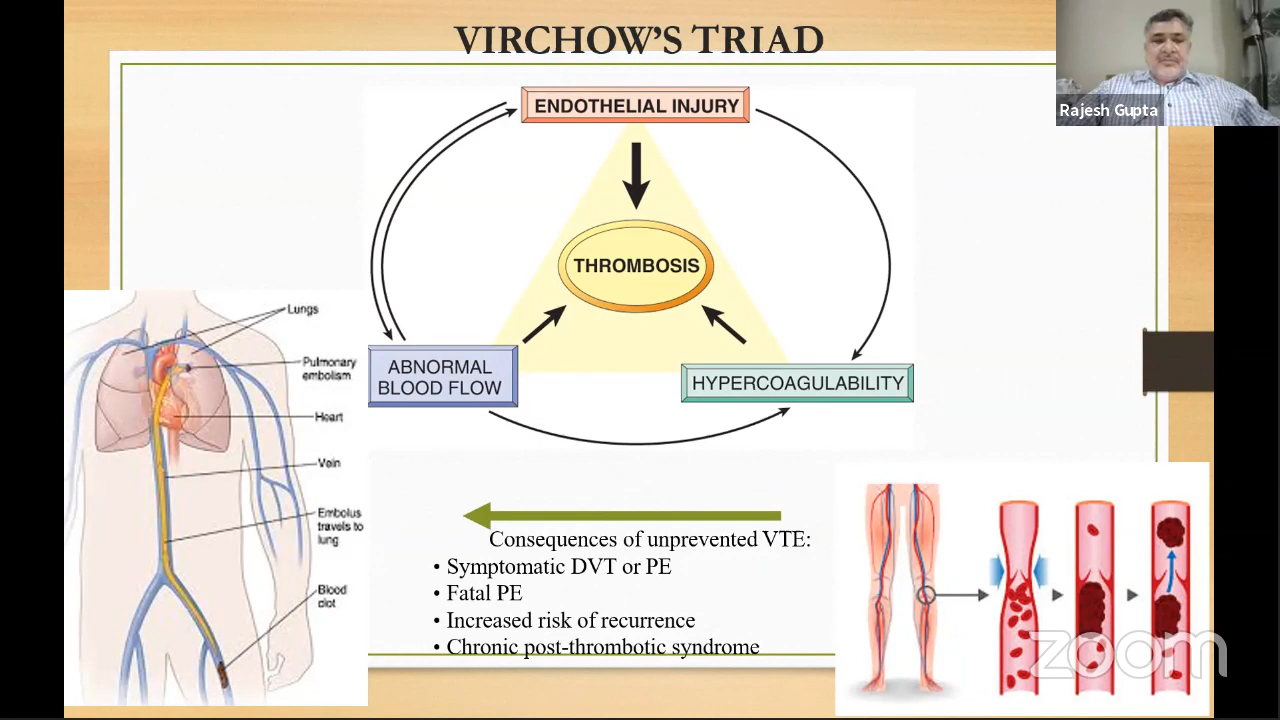 VIRCHOW'S TRIAD
Rajesh Gupta
ENDOTHELIAL INJURY
THROMBOSIS
ABNORMAL
BLOOD FLOW
HYPERCOAGULABILITY
Lungs
Pulmonary
embolism
Heart
Vein
Embolus
travels to
lung
Blood
clot
Consequences of unprevented VTE:
• Symptomatic DVT or PE
• Fatal PE
• Increased risk of recurrence
• Chronic post-thrombotic syndrome
zoom